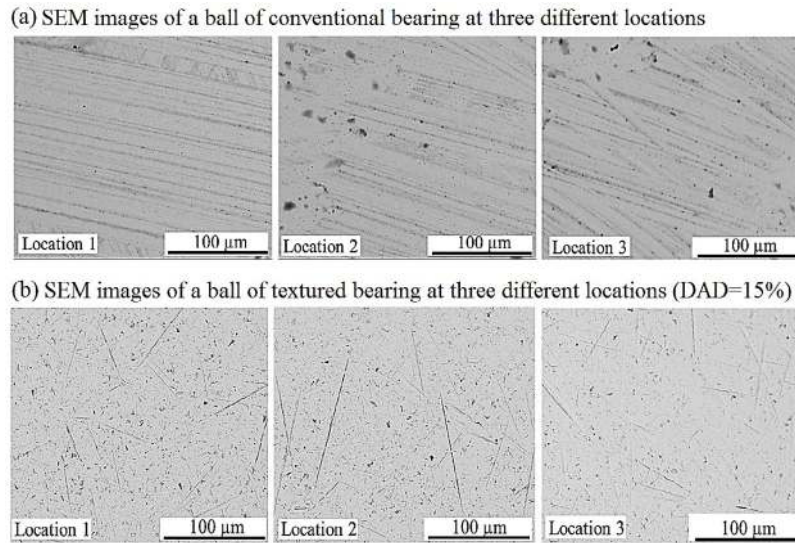 (a) SEM images of a ball of conventional bearing at three different locations
Location 1
100 μm
Location 2
100 μm
Location 3
100 μm
(b) SEM images of a ball of textured bearing at three different locations (DAD=15%)
Location 1
100 μm
Location 2
100 μm
Location 3
100 μm